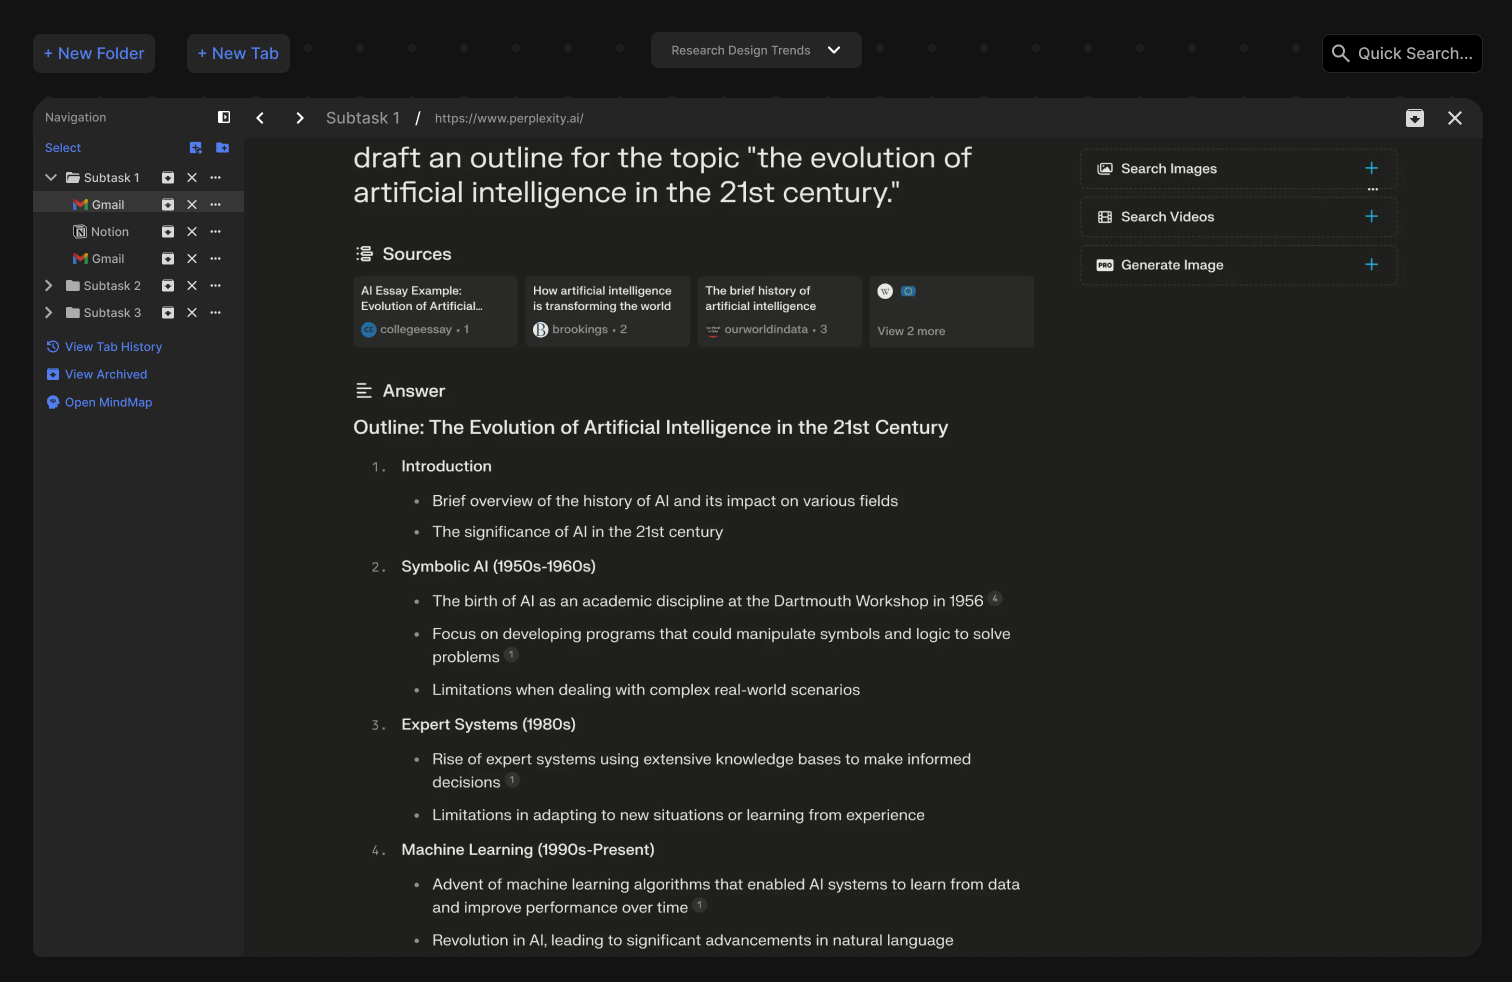 + New Folder
+ New Tab
Research Design Trends
Quick Search...
Navigation
Subtask 1 / https://www.perplexity.ai/
Select
Subtask 1
Gmail
Notion
Gmail
Subtask 2
Subtask 3
View Tab History
View Archived
Open MindMap
draft an outline for the topic "the evolution of
artificial intelligence in the 21st century."
Sources
AI Essay Example:
Evolution of Artificial...
CE collegeessay • 1
How artificial intelligence
is transforming the world
B brookings • 2
The brief history of
artificial intelligence
ourworldindata • 3
W
View 2 more
Answer
Outline: The Evolution of Artificial Intelligence in the 21st Century
1. Introduction
• Brief overview of the history of AI and its impact on various fields
• The significance of AI in the 21st century
2. Symbolic AI (1950s-1960s)
• The birth of AI as an academic discipline at the Dartmouth Workshop in 1956 4
• Focus on developing programs that could manipulate symbols and logic to solve
problems 1
• Limitations when dealing with complex real-world scenarios
3. Expert Systems (1980s)
• Rise of expert systems using extensive knowledge bases to make informed
decisions 1
• Limitations in adapting to new situations or learning from experience
4. Machine Learning (1990s-Present)
• Advent of machine learning algorithms that enabled AI systems to learn from data
and improve performance over time 1
• Revolution in AI, leading to significant advancements in natural language
Search Images
Search Videos
PRO Generate Image